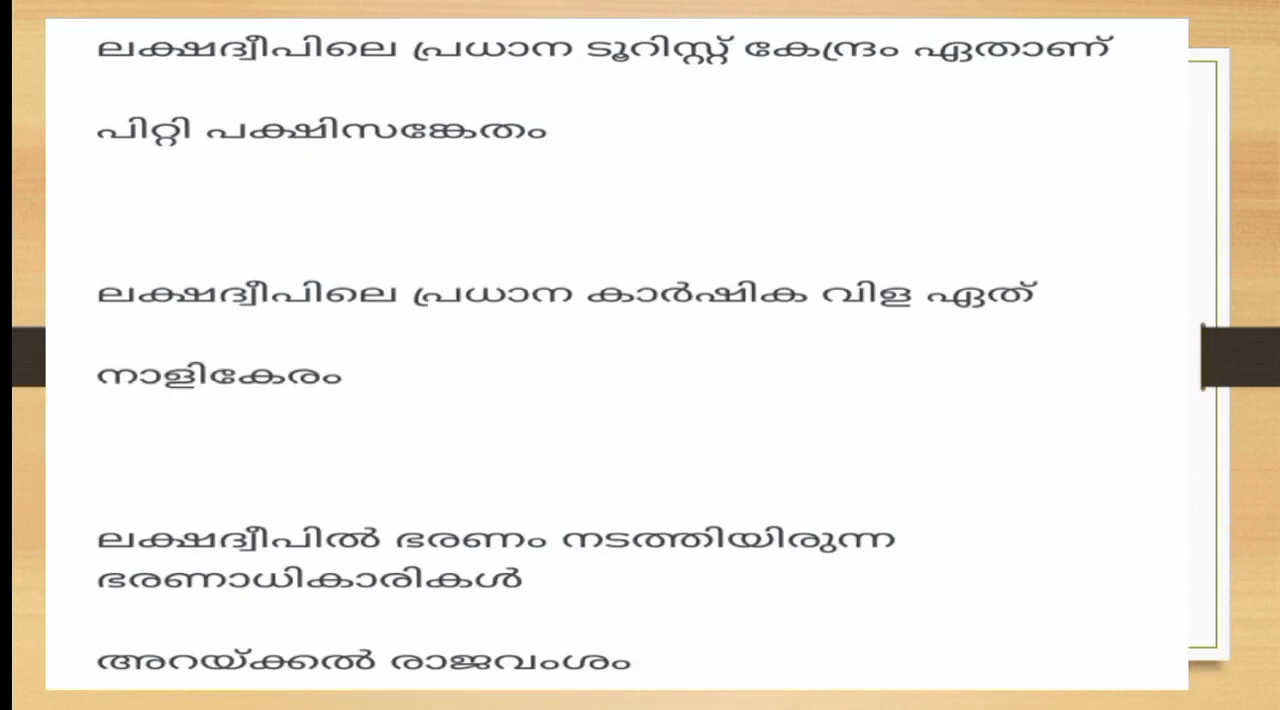 ലക്ഷദ്വീപിലെ പ്രധാന ടൂറിസ്റ്റ് കേന്ദ്രം ഏതാണ്
പിറ്റി പക്ഷിസങ്കേതം
ലക്ഷദ്വീപിലെ പ്രധാന കാർഷിക വിള ഏത്
നാളികേരം
ലക്ഷദ്വീപിൽ ഭരണം നടത്തിയിരുന്ന
ഭരണാധികാരികൾ
അറയ്ക്കൽ രാജവംശം